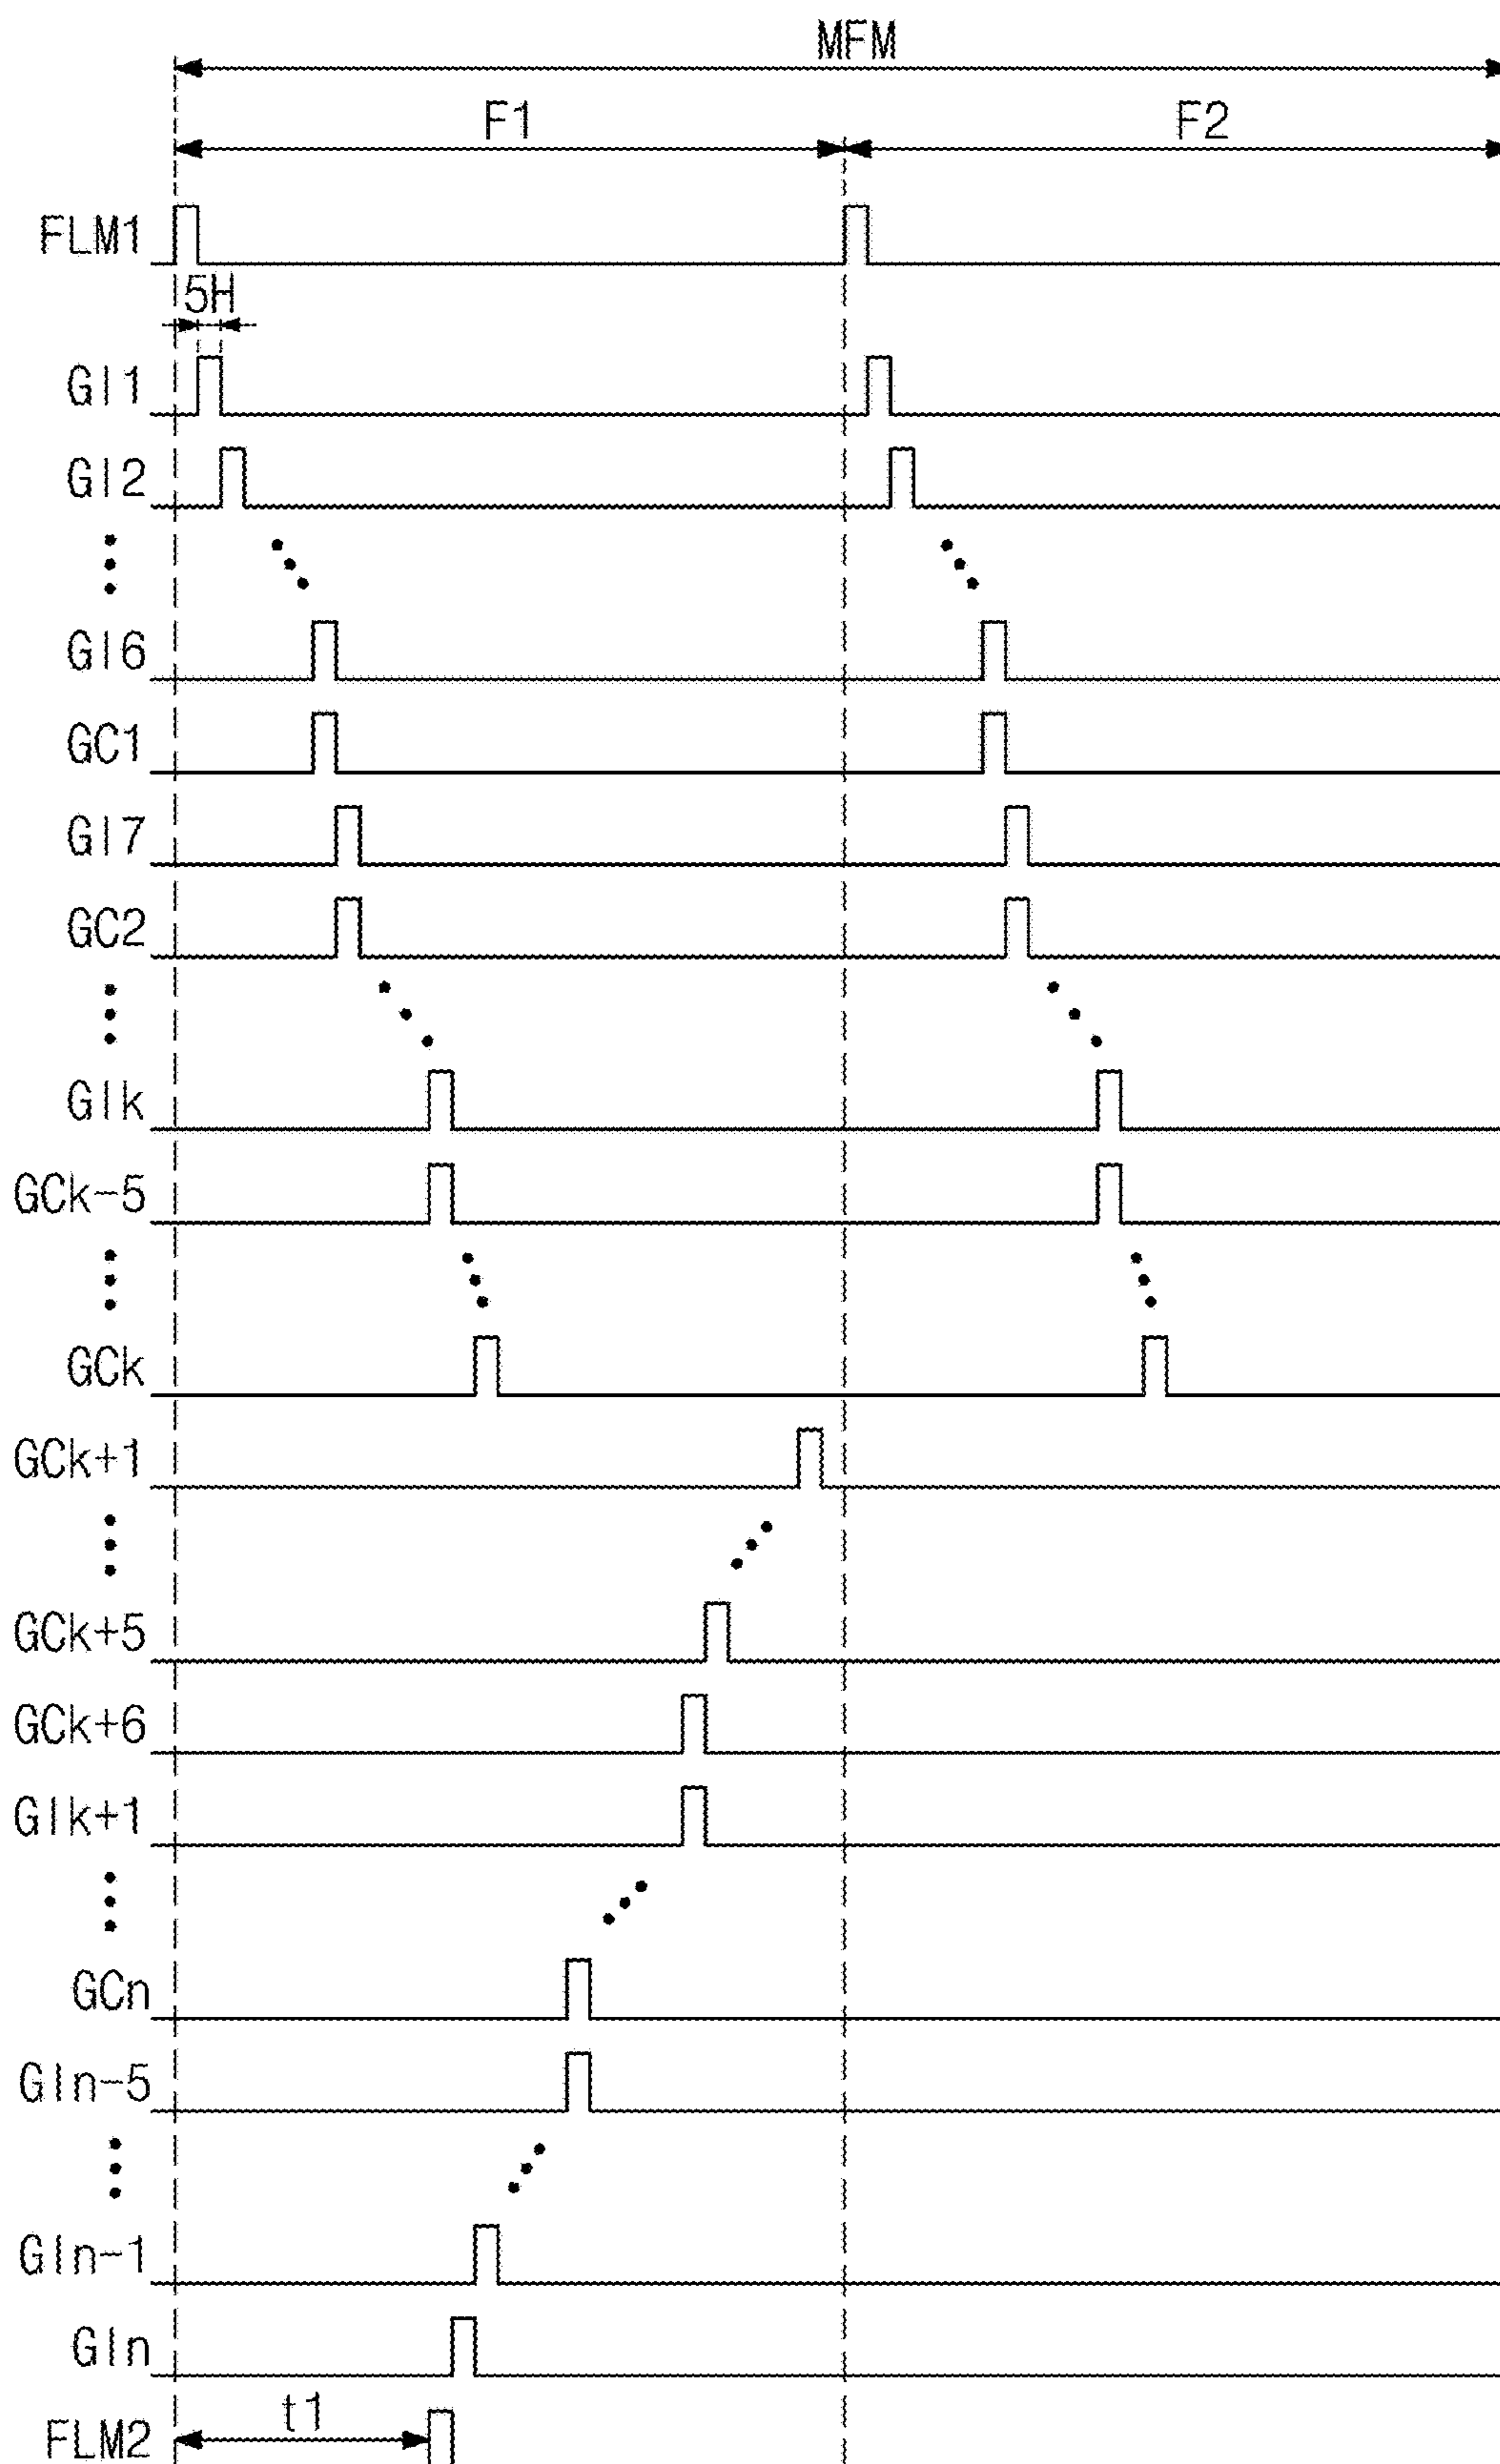 MFM
F1 F2
FLM1
5H
GI1
GI2
GI6
GC1
GI7
GC2
GIk
GCk-5
GCk
GCk+1
GCk+5
GCk+6
GIk+1
GCn
GIn-5
GIn-1
GIn
t1
FLM2